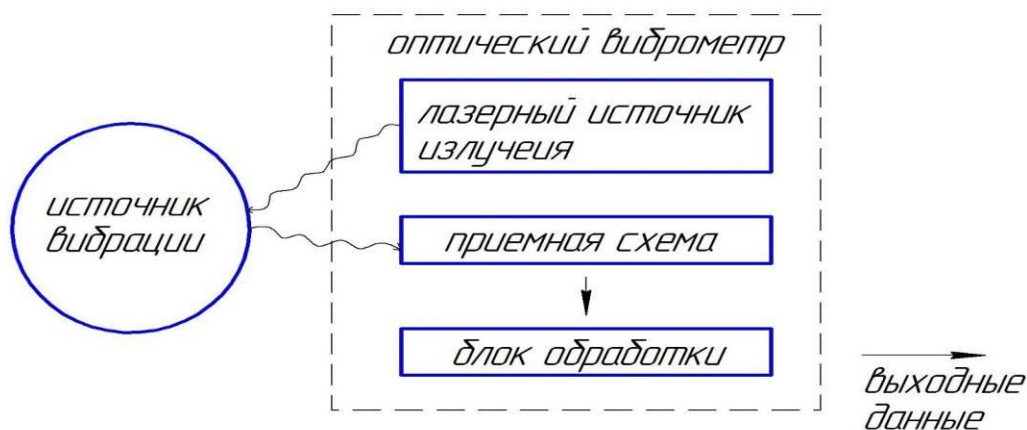 оптический виброметр
лазерный источник
излучеия
источник
вибрации
приемная схема
блок обработки
выходные
данные